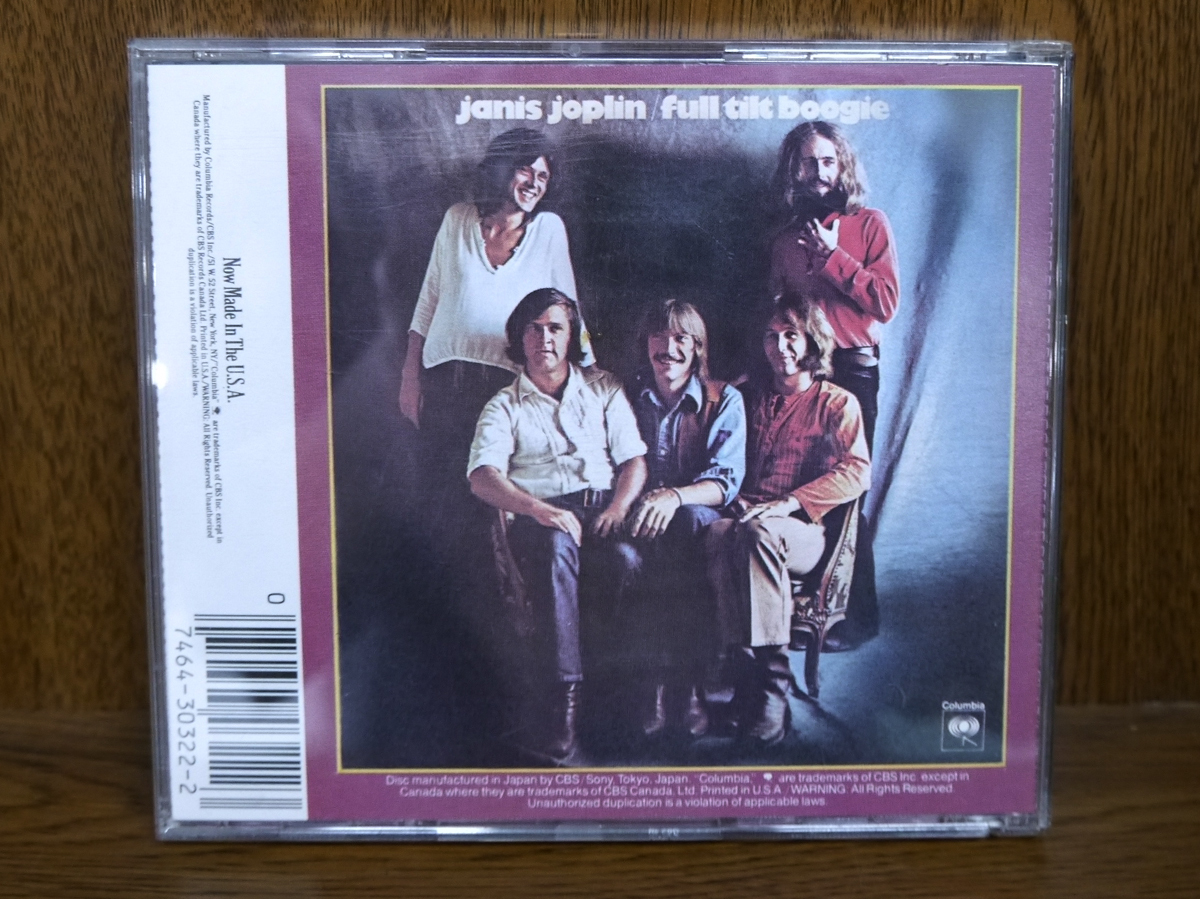 janis joplin / full tilt boogie
Now Made In The U.S.A.
Manufactured by Columbia Records/CBS Inc./51 W. 52 Street, New York, NY/"Columbia" are trademarks of CBS Inc. except in
Canada where they are trademarks of CBS Records Canada Ltd. Printed in U.S.A./WARNING: All Rights Reserved. Unauthorized
duplication is a violation of applicable laws.
0
7464-30322-2
Columbia
Disc manufactured in Japan by CBS/Sony, Tokyo, Japan. "Columbia," are trademarks of CBS Inc. except in
Canada where they are trademarks of CBS Canada, Ltd. Printed in U.S.A./WARNING: All Rights Reserved.
Unauthorized duplication is a violation of applicable laws.